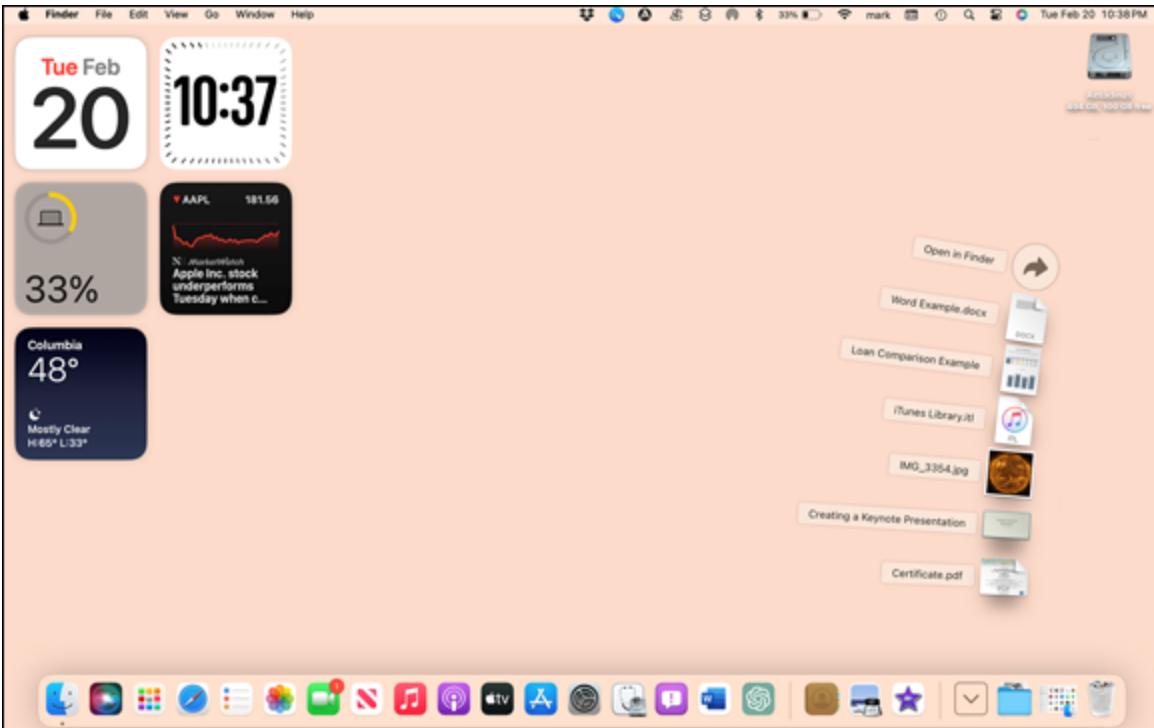 Finder File Edit View Go Window Help 33% mark Tue Feb 20 10:38 PM
Tue Feb
20
10:37
33%
AAPL 181.56
MarketWatch
Apple Inc. stock
underperforms
Tuesday when c...
Columbia
48°
Mostly Clear
H:65° L:33°
Open in Finder
Word Example.docx
DOCX
Loan Comparison Example
iTunes Library.itl
ITL
IMG_3354.jpg
Creating a Keynote Presentation
Certificate.pdf
PDF
1
tv
W